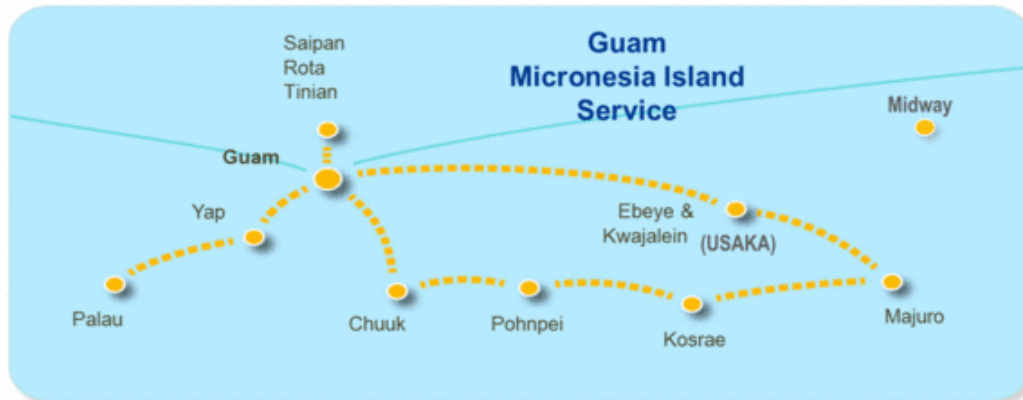 Saipan
Rota
Tinian
Guam
Micronesia Island
Service
Midway
Guam
Yap
Ebeye &
Kwajalein (USAKA)
Palau
Chuuk
Pohnpei
Kosrae
Majuro